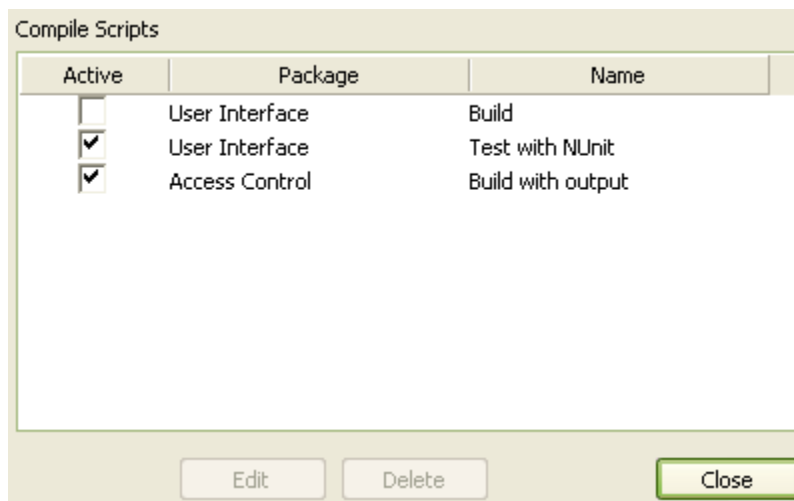 Compile Scripts
Active Package Name
User Interface Build
User Interface Test with NUnit
Access Control Build with output
Edit Delete Close